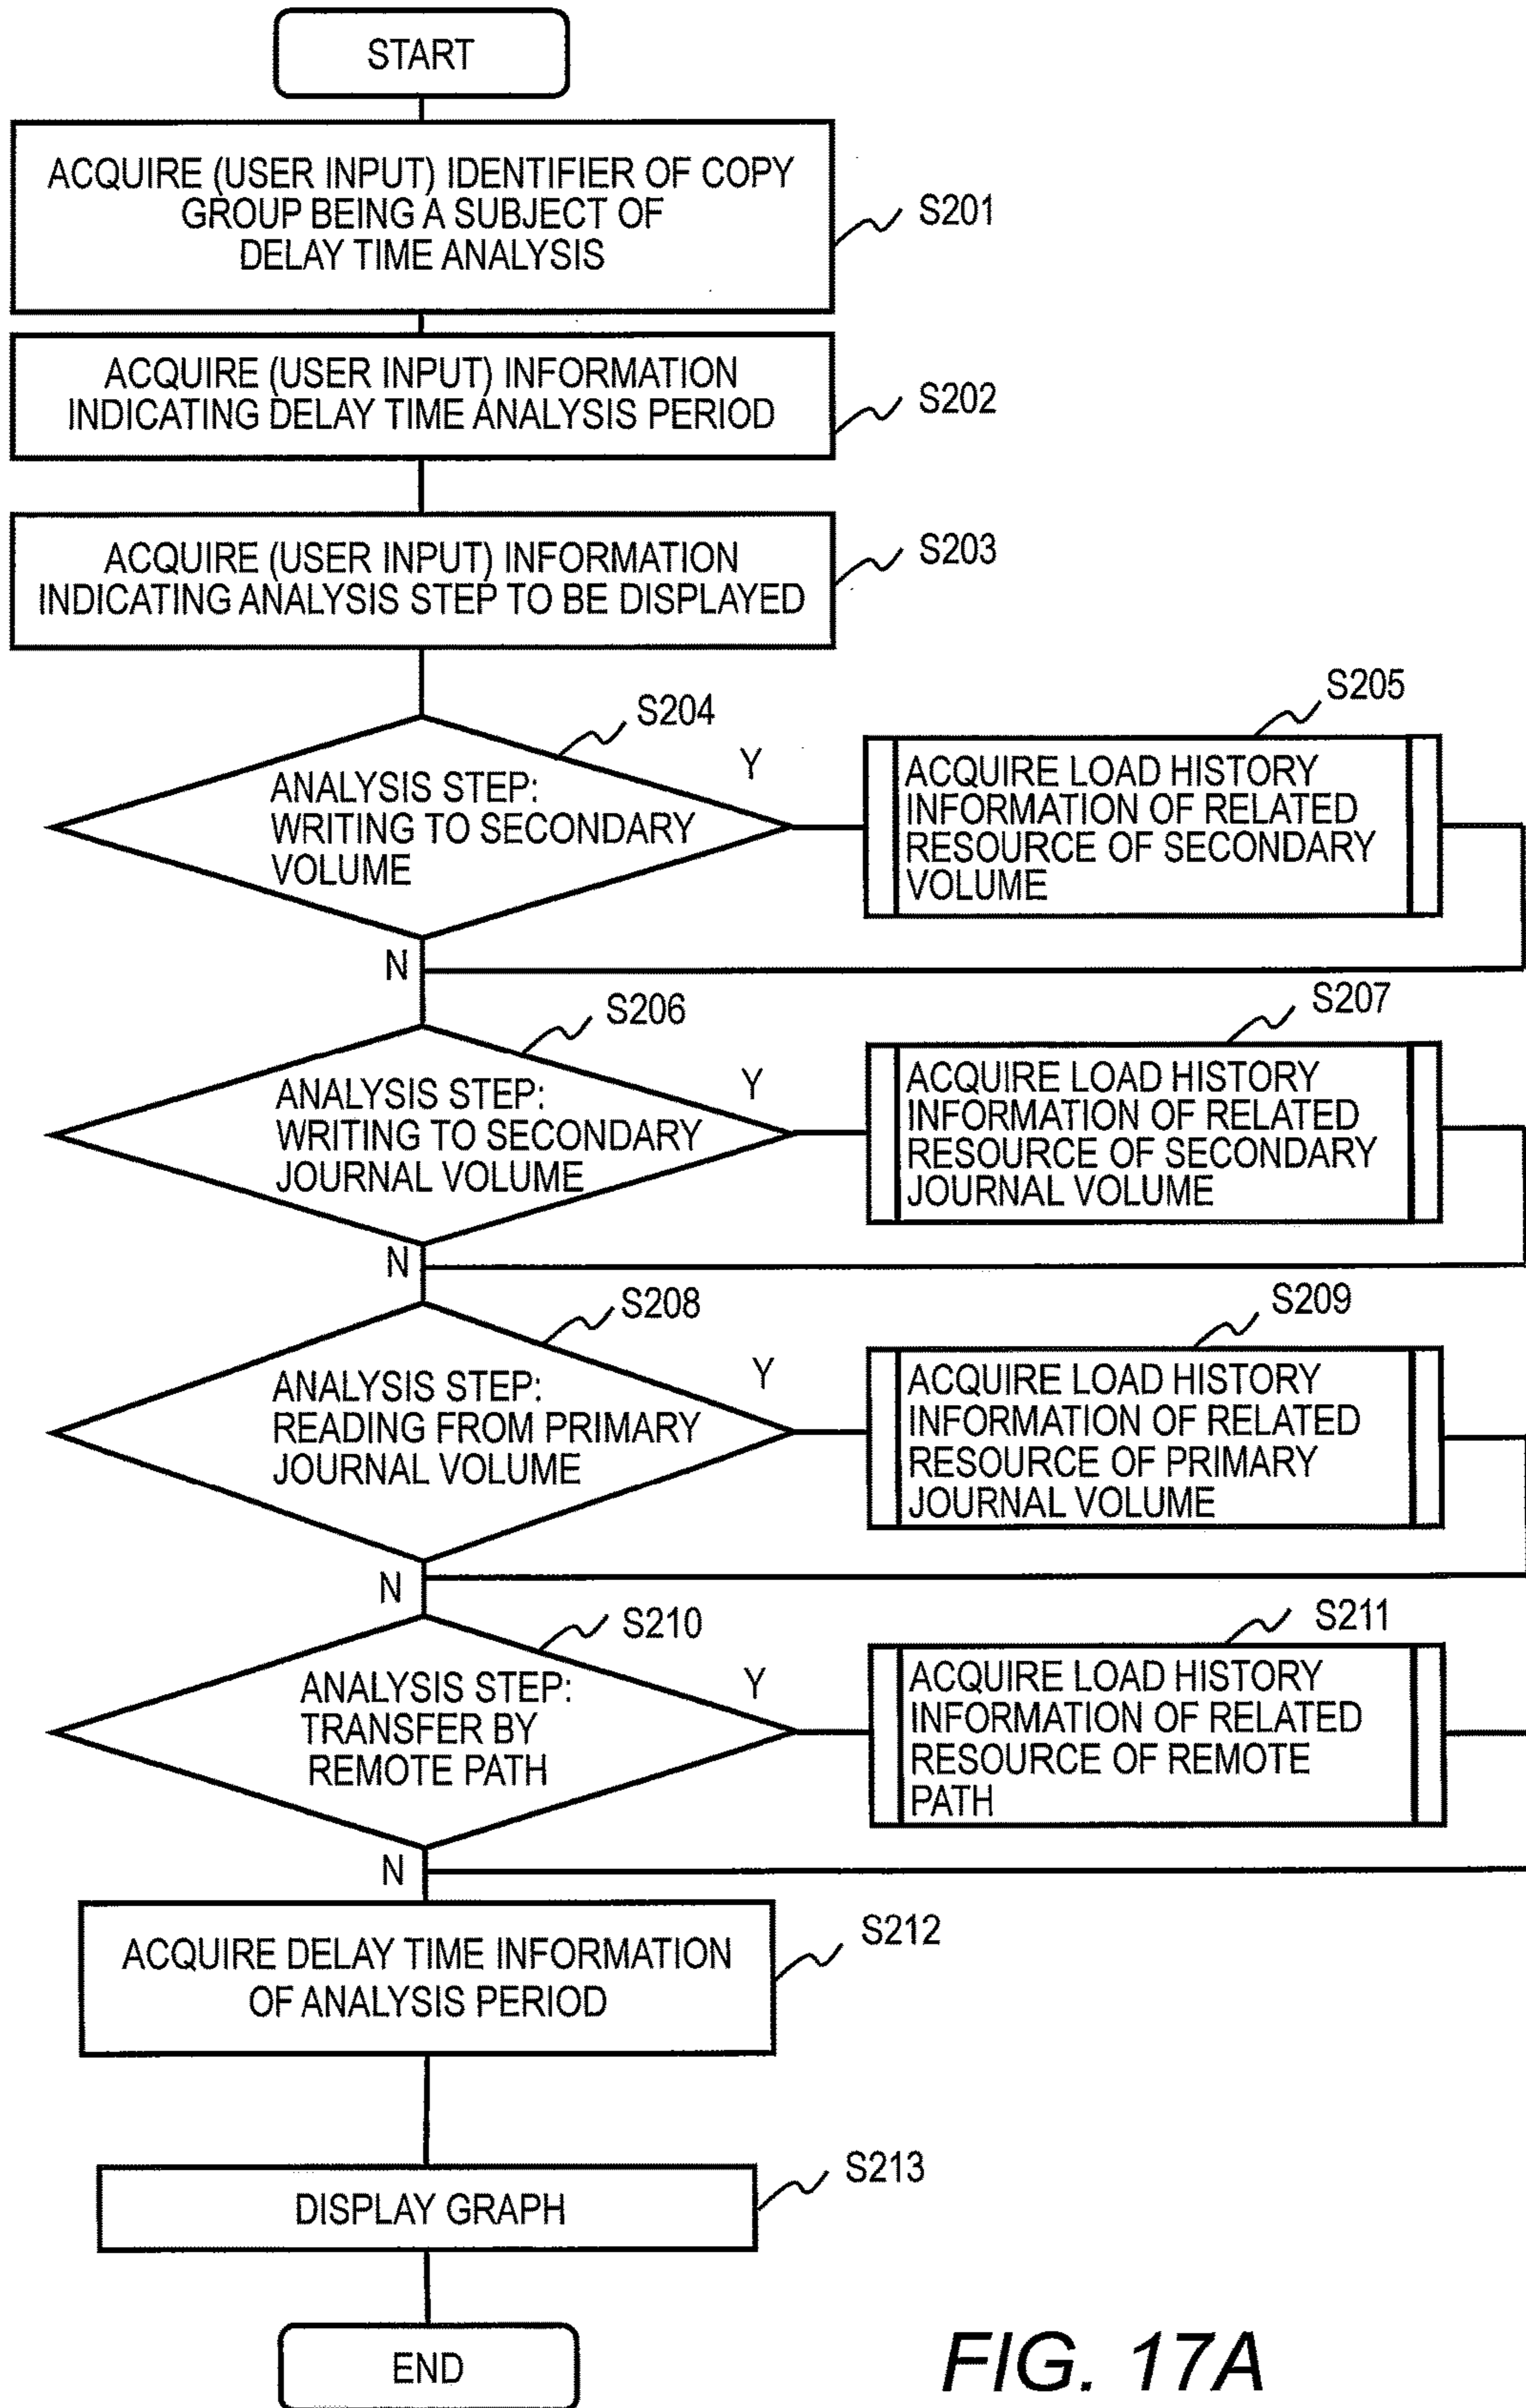 START
ACQUIRE (USER INPUT) IDENTIFIER OF COPY
GROUP BEING A SUBJECT OF
DELAY TIME ANALYSIS
S201
ACQUIRE (USER INPUT) INFORMATION
INDICATING DELAY TIME ANALYSIS PERIOD
S202
ACQUIRE (USER INPUT) INFORMATION
INDICATING ANALYSIS STEP TO BE DISPLAYED
S203
S204
ANALYSIS STEP:
WRITING TO SECONDARY
VOLUME
Y
N
S205
ACQUIRE LOAD HISTORY
INFORMATION OF RELATED
RESOURCE OF SECONDARY
VOLUME
S206
ANALYSIS STEP:
WRITING TO SECONDARY
JOURNAL VOLUME
Y
N
S207
ACQUIRE LOAD HISTORY
INFORMATION OF RELATED
RESOURCE OF SECONDARY
JOURNAL VOLUME
S208
ANALYSIS STEP:
READING FROM PRIMARY
JOURNAL VOLUME
Y
N
S209
ACQUIRE LOAD HISTORY
INFORMATION OF RELATED
RESOURCE OF PRIMARY
JOURNAL VOLUME
S210
ANALYSIS STEP:
TRANSFER BY
REMOTE PATH
Y
N
S211
ACQUIRE LOAD HISTORY
INFORMATION OF RELATED
RESOURCE OF REMOTE
PATH
ACQUIRE DELAY TIME INFORMATION
OF ANALYSIS PERIOD
S212
DISPLAY GRAPH
S213
END
FIG. 17A